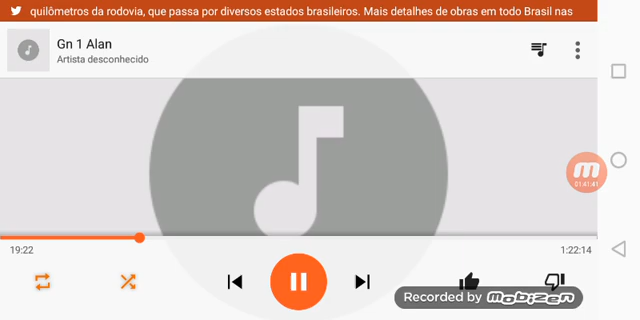 quilômetros da rodovia, que passa por diversos estados brasileiros. Mais detalhes de obras em todo Brasil nas
Gn 1 Alan
Artista desconhecido
01:41:41
19:22
1:22:14
Recorded by mobizen